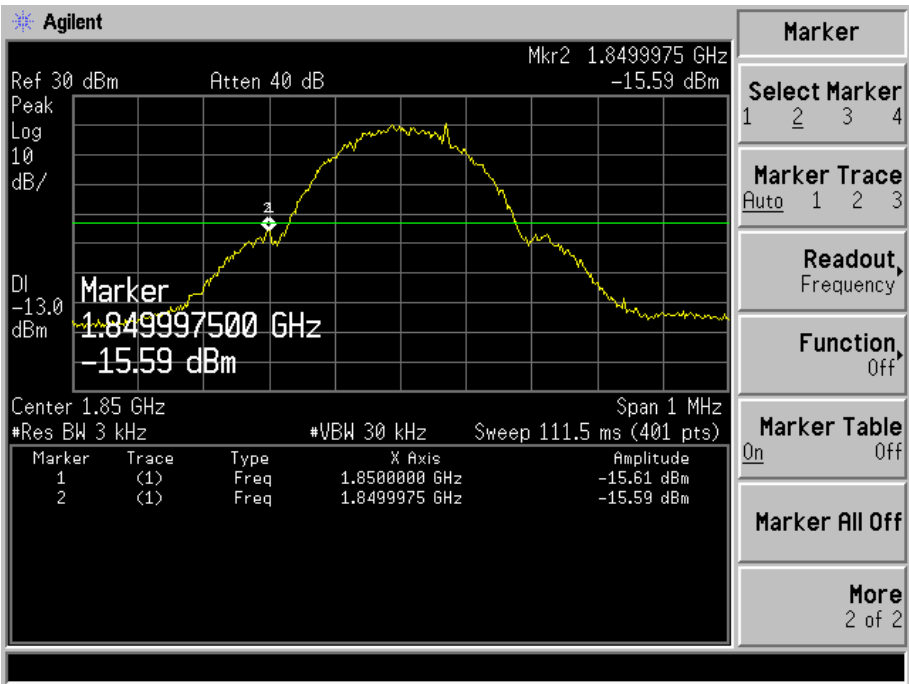 Agilent
Mkr2 1.8499975 GHz
Ref 30 dBm Atten 40 dB -15.59 dBm
Peak
Log
10
dB/
2
DI
-13.0
dBm
Marker
1.849997500 GHz
-15.59 dBm
Center 1.85 GHz Span 1 MHz
#Res BW 3 kHz #VBW 30 kHz Sweep 111.5 ms (401 pts)
Marker Trace Type X Axis Amplitude
1 (1) Freq 1.8500000 GHz -15.61 dBm
2 (1) Freq 1.8499975 GHz -15.59 dBm
Marker
Select Marker
1 2 3 4
Marker Trace
Auto 1 2 3
Readout
Frequency
Function
Off
Marker Table
On Off
Marker All Off
More
2 of 2